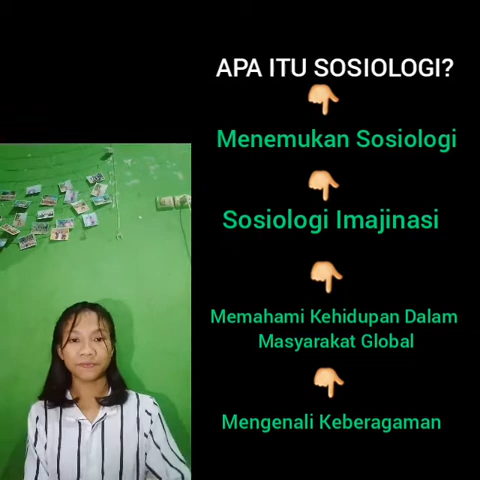 APA ITU SOSIOLOGI?
Menemukan Sosiologi
Sosiologi Imajinasi
Memahami Kehidupan Dalam
Masyarakat Global
Mengenali Keberagaman